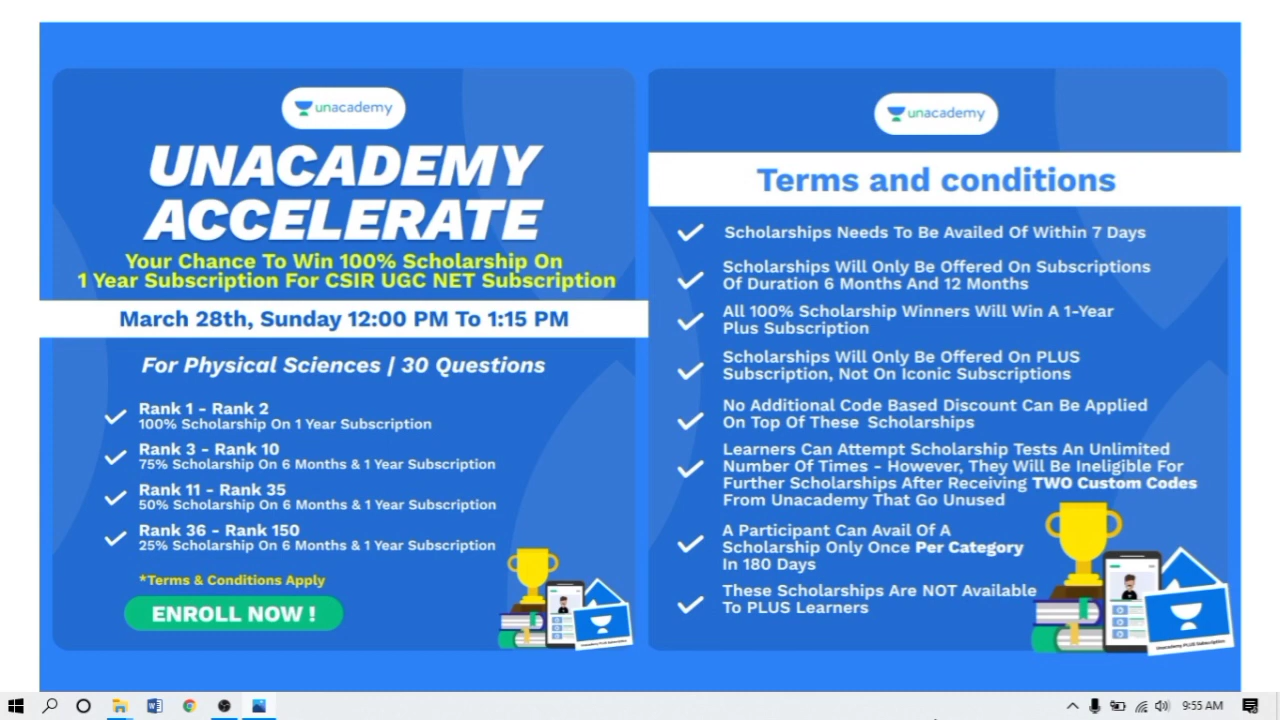 unacademy
UNACADEMY
ACCELERATE
Your Chance To Win 100% Scholarship On
1 Year Subscription For CSIR UGC NET Subscription
March 28th, Sunday 12:00 PM To 1:15 PM
For Physical Sciences | 30 Questions
Rank 1 - Rank 2
100% Scholarship On 1 Year Subscription
Rank 3 - Rank 10
75% Scholarship On 6 Months & 1 Year Subscription
Rank 11 - Rank 35
50% Scholarship On 6 Months & 1 Year Subscription
Rank 36 - Rank 150
25% Scholarship On 6 Months & 1 Year Subscription
*Terms & Conditions Apply
ENROLL NOW !
unacademy
Terms and conditions
Scholarships Needs To Be Availed Of Within 7 Days
Scholarships Will Only Be Offered On Subscriptions
Of Duration 6 Months And 12 Months
All 100% Scholarship Winners Will Win A 1-Year
Plus Subscription
Scholarships Will Only Be Offered On PLUS
Subscription, Not On Iconic Subscriptions
No Additional Code Based Discount Can Be Applied
On Top Of These Scholarships
Learners Can Attempt Scholarship Tests An Unlimited
Number Of Times - However, They Will Be Ineligible For
Further Scholarships After Receiving TWO Custom Codes
From Unacademy That Go Unused
A Participant Can Avail Of A
Scholarship Only Once Per Category
In 180 Days
These Scholarships Are NOT Available
To PLUS Learners
Unacademy PLUS Subscription
9:55 AM